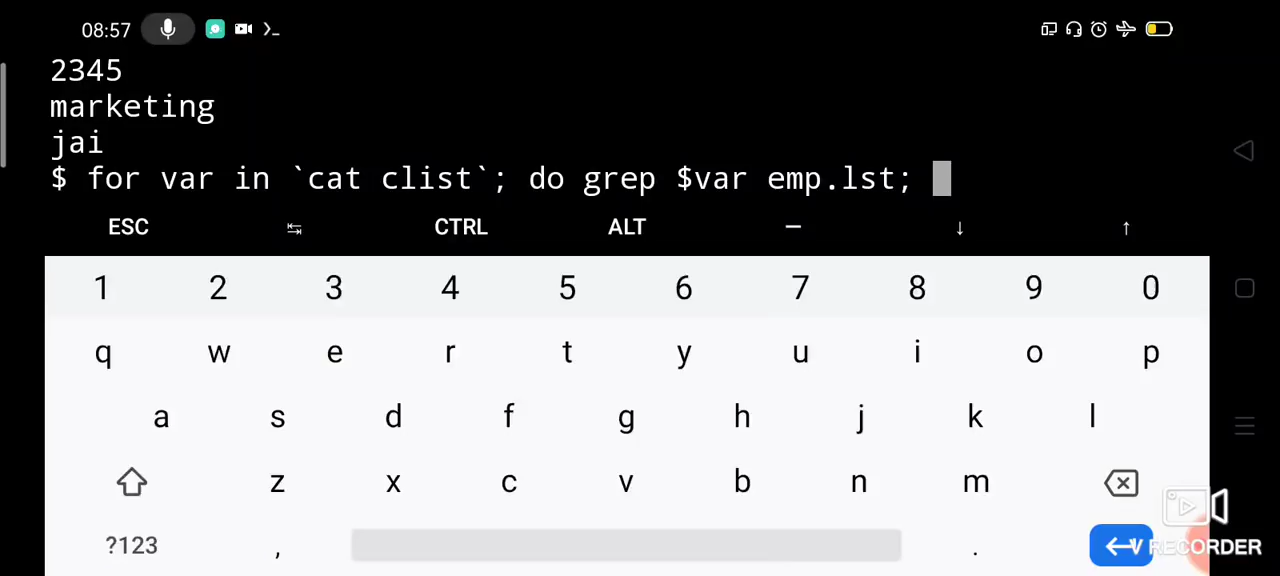 08:57
2345
marketing
jai
$ for var in `cat clist`; do grep $var emp.lst;
ESC CTRL ALT — ↓ ↑
1 2 3 4 5 6 7 8 9 0
q w e r t y u i o p
a s d f g h j k l
z x c v b n m
?123 , .
V RECORDER